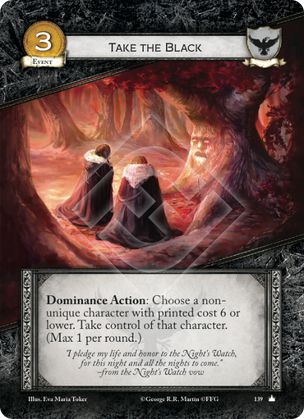 3
EVENT
TAKE THE BLACK
Dominance Action: Choose a non-
unique character with printed cost 6 or
lower. Take control of that character.
(Max 1 per round.)
"I pledge my life and honor to the Night's Watch,
for this night and all the nights to come."
–from the Night's Watch vow
Illus. Eva Maria Toker
©George R.R. Martin ©FFG
139